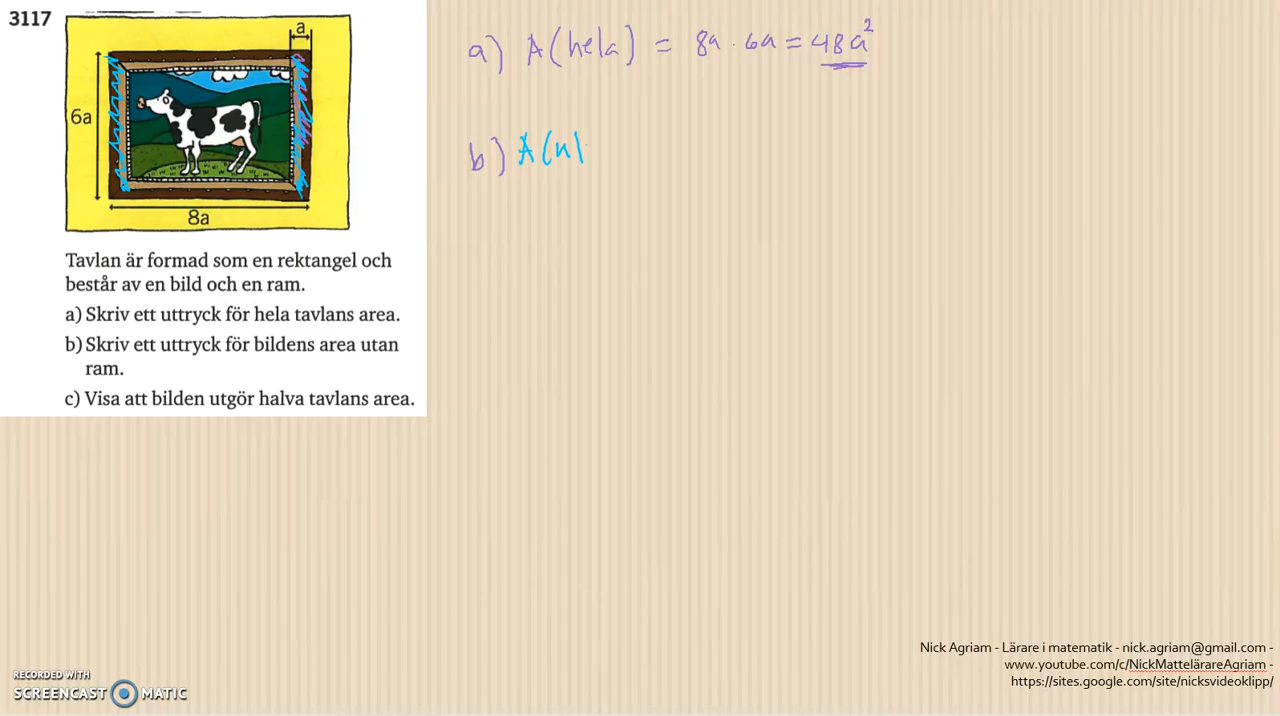 3117
a
6a
8a
Tavlan är formad som en rektangel och
består av en bild och en ram.
a) Skriv ett uttryck för hela tavlans area.
b) Skriv ett uttryck för bildens area utan
ram.
c) Visa att bilden utgör halva tavlans area.
a) A(hela) = 8a · 6a = 48a²
b) A(u)
Nick Agriam - Lärare i matematik - nick.agriam@gmail.com -
www.youtube.com/c/NickMattelärareAgriam -
https://sites.google.com/site/nicksvideoklipp/
RECORDED WITH
SCREENCAST MATIC